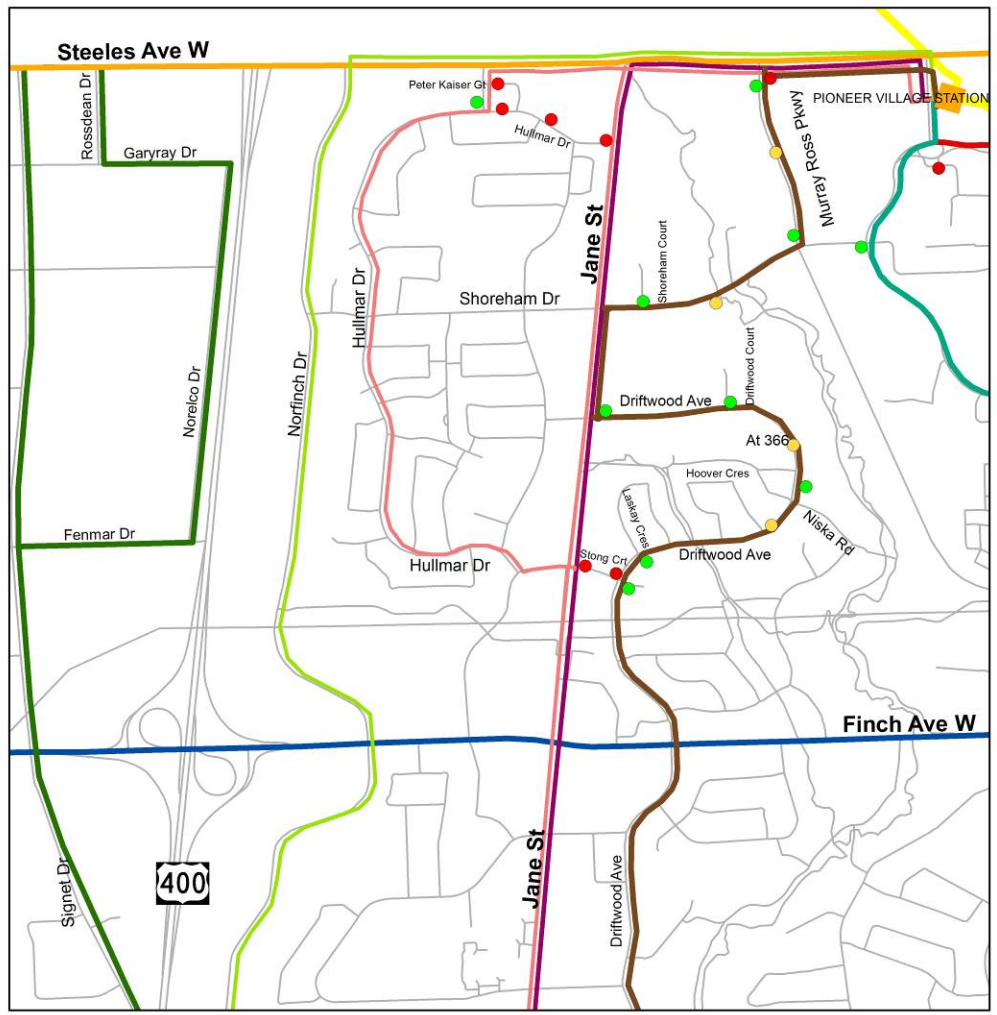 Steeles Ave W
Rossdean Dr
Peter Kaiser Gt
PIONEER VILLAGE STATION
Murray Ross Pkwy
Hullmar Dr
Garyray Dr
Jane St
Shoreham Court
Shoreham Dr
Hullmar Dr
Norelco Dr
Norfinch Dr
Driftwood Court
Driftwood Ave
At 366
Hoover Cres
Laskay Cres
Niska Rd
Fenmar Dr
Stong Crt
Driftwood Ave
Hullmar Dr
Finch Ave W
Jane St
400
Signet Dr
Driftwood Ave